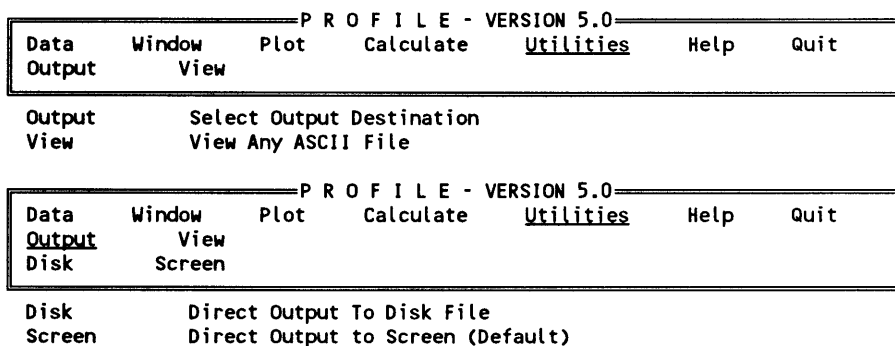 P R O F I L E - VERSION 5.0
Data Window Plot Calculate Utilities Help Quit
Output View
Output Select Output Destination
View View Any ASCII File
P R O F I L E - VERSION 5.0
Data Window Plot Calculate Utilities Help Quit
Output View
Disk Screen
Disk Direct Output To Disk File
Screen Direct Output to Screen (Default)